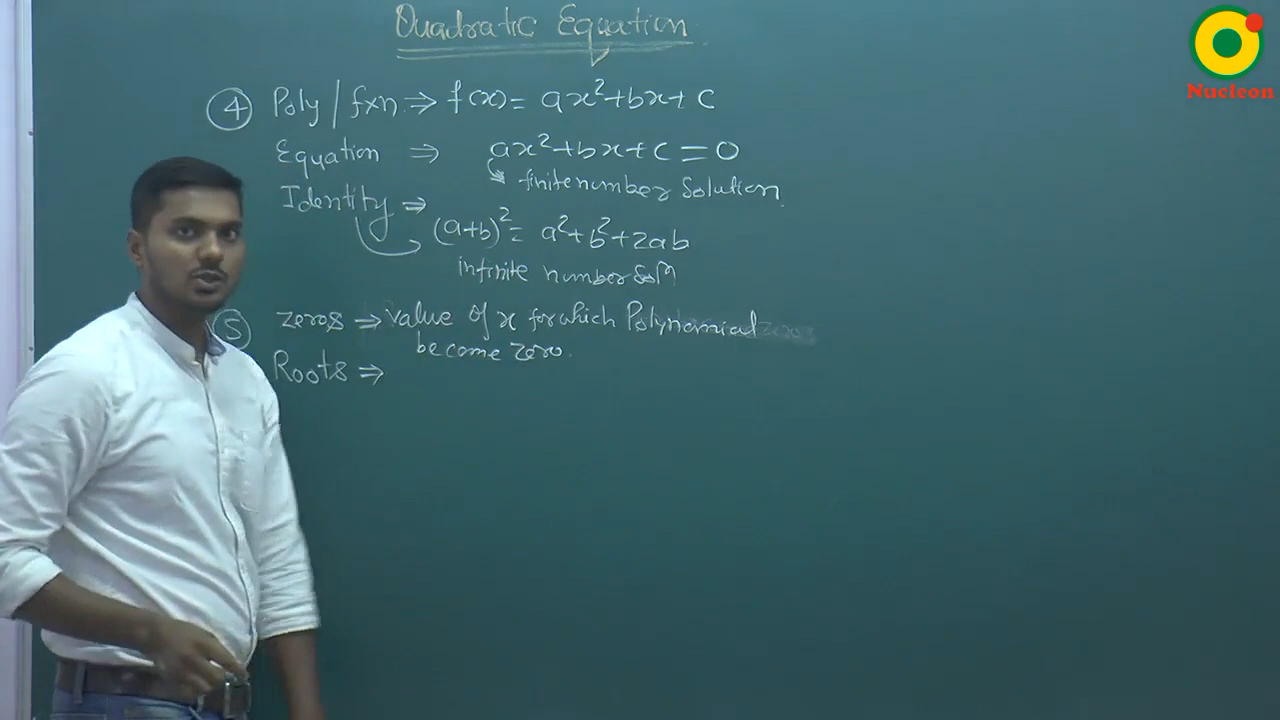 Quadratic Equation
Nucleon
④ Poly / fxn ⇒ f(x) = ax²+bx+c
Equation ⇒ ax²+bx+c = 0
finite number Solution.
Identity ⇒
(a+b)² = a²+b²+2ab
infinite number Solⁿ
⑤ zeros ⇒ value of x for which Polynomial
become zero.
Roots ⇒